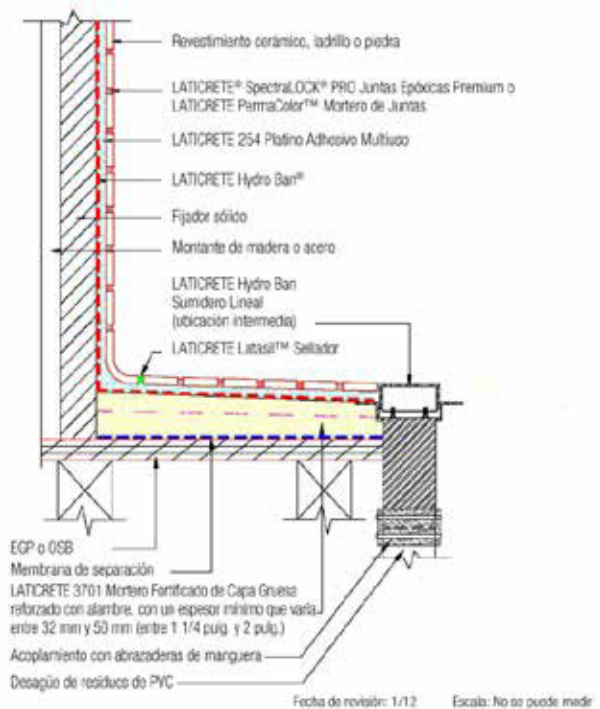 Revestimiento cerámico, ladrillo o piedra
LATICRETE® SpectraLOCK® PRO Juntas Epóxicas Premium o
LATICRETE PermaColor™ Mortero de Juntas
LATICRETE 254 Platino Adhesivo Multiuso
LATICRETE Hydro Ban®
Fijador sólido
Montante de madera o acero
LATICRETE Hydro Ban
Sumidero Lineal
(ubicación intermedia)
LATICRETE Latasil™ Sellador
EGP o OSB
Membrana de separación
LATICRETE 3701 Mortero Fortificado de Capa Gruesa
reforzado con alambre, con un espesor mínimo que varía
entre 32 mm y 50 mm (entre 1 1/4 pulg. y 2 pulg.)
Acoplamiento con abrazaderas de manguera
Desagüe de residuos de PVC
Fecha de revisión: 1/12 Escala: No se puede medir